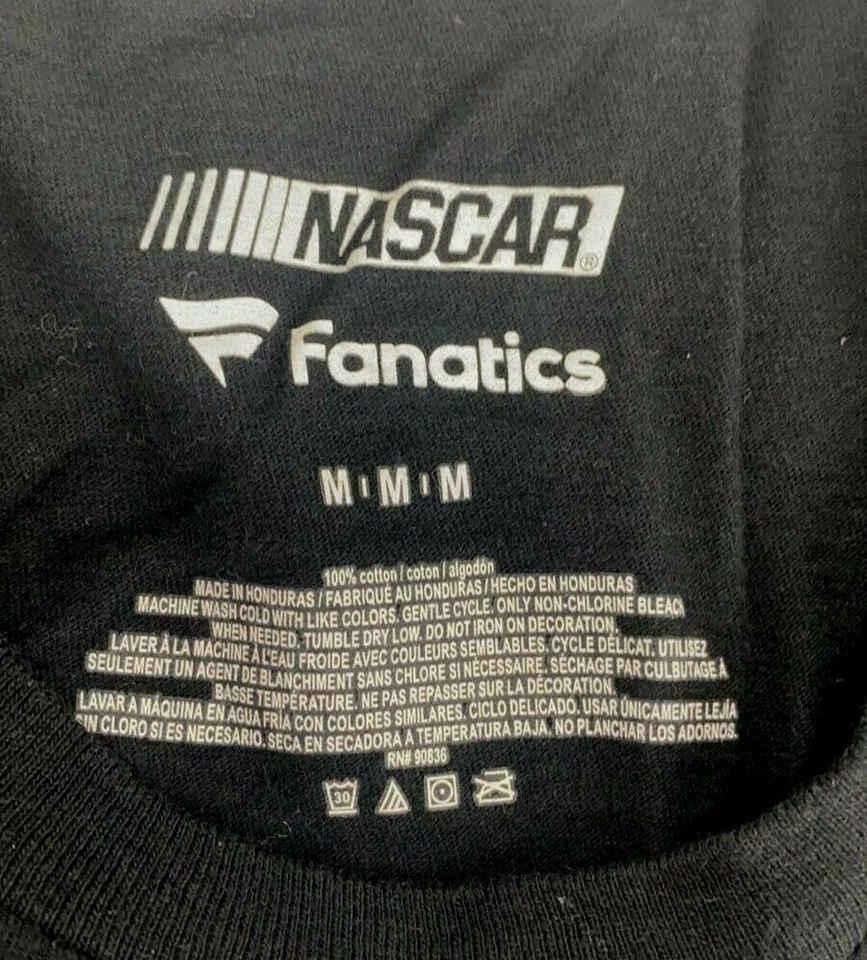 NASCAR®
Fanatics
M I M I M
100% cotton / coton / algodón
MADE IN HONDURAS / FABRIQUÉ AU HONDURAS / HECHO EN HONDURAS
MACHINE WASH COLD WITH LIKE COLORS. GENTLE CYCLE. ONLY NON-CHLORINE BLEACH
WHEN NEEDED. TUMBLE DRY LOW. DO NOT IRON ON DECORATION.
LAVER À LA MACHINE À L'EAU FROIDE AVEC COULEURS SEMBLABLES. CYCLE DÉLICAT. UTILISEZ
SEULEMENT UN AGENT DE BLANCHIMENT SANS CHLORE SI NÉCESSAIRE. SÉCHAGE PAR CULBUTAGE À
BASSE TEMPÉRATURE. NE PAS REPASSER SUR LA DÉCORATION.
LAVAR A MÁQUINA EN AGUA FRÍA CON COLORES SIMILARES. CICLO DELICADO. USAR ÚNICAMENTE LEJÍA
SIN CLORO SI ES NECESARIO. SECA EN SECADORA A TEMPERATURA BAJA. NO PLANCHAR LOS ADORNOS.
RN# 90836
30